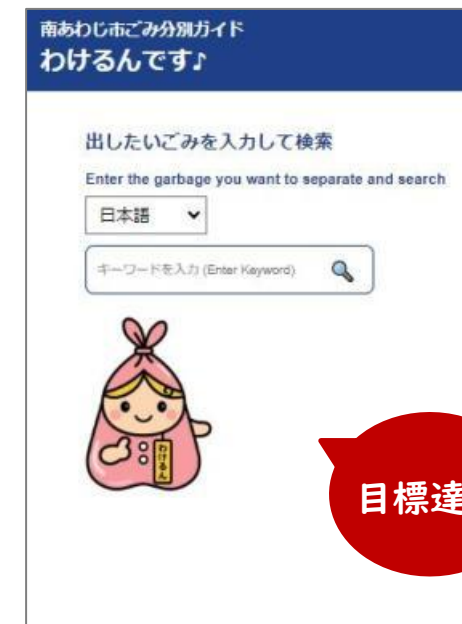 南あわじ市ごみ分別ガイド
わけるんです♪
出したいごみを入力して検索
Enter the garbage you want to separate and search
日本語
キーワードを入力 (Enter Keyword)
わけるん
目標達